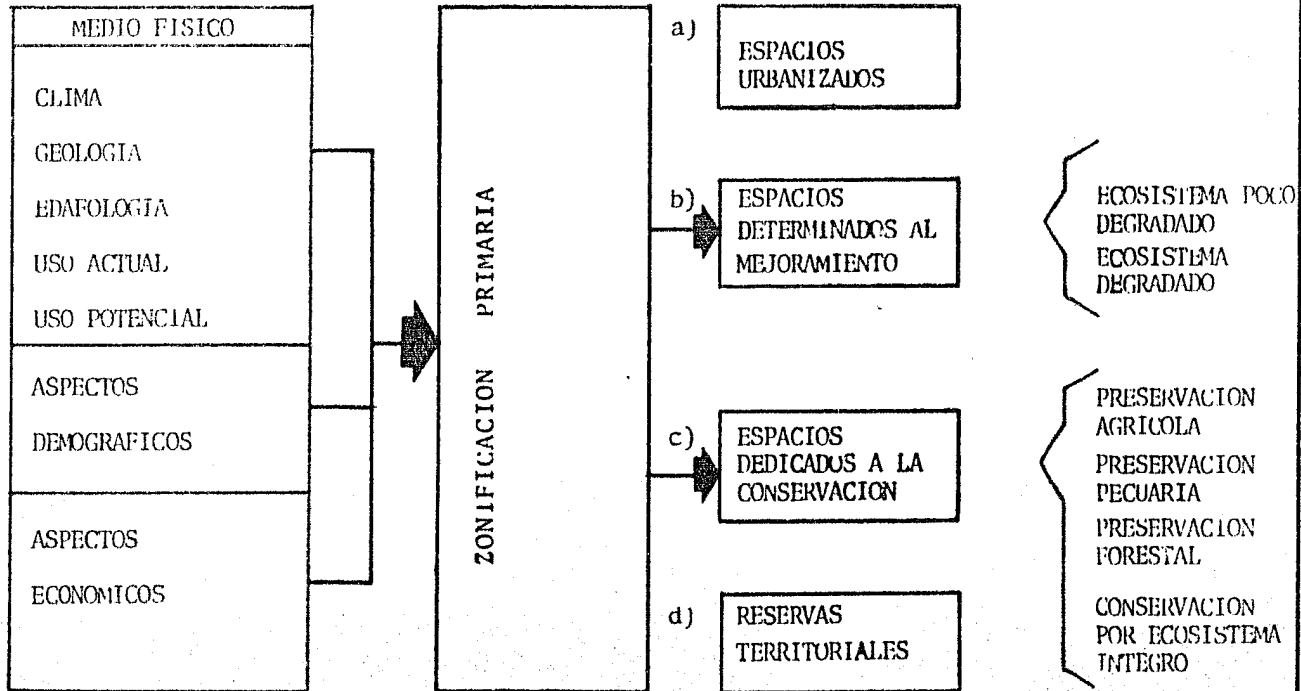 MEDIO FISICO
CLIMA
GEOLOGIA
EDAFOLOGIA
USO ACTUAL
USO POTENCIAL
ASPECTOS
DEMOGRAFICOS
ASPECTOS
ECONOMICOS
ZONIFICACION PRIMARIA
a)
ESPACIOS
URBANIZADOS
b)
ESPACIOS
DETERMINADOS AL
MEJORAMIENTO
ECOSISTEMA POCO
DEGRADADO
ECOSISTEMA
DEGRADADO
c)
ESPACIOS
DEDICADOS A LA
CONSERVACION
PRESERVACION
AGRICOLA
PRESERVACION
PECUARIA
PRESERVACION
FORESTAL
CONSERVACION
POR ECOSISTEMA
INTEGRO
d)
RESERVAS
TERRITORIALES